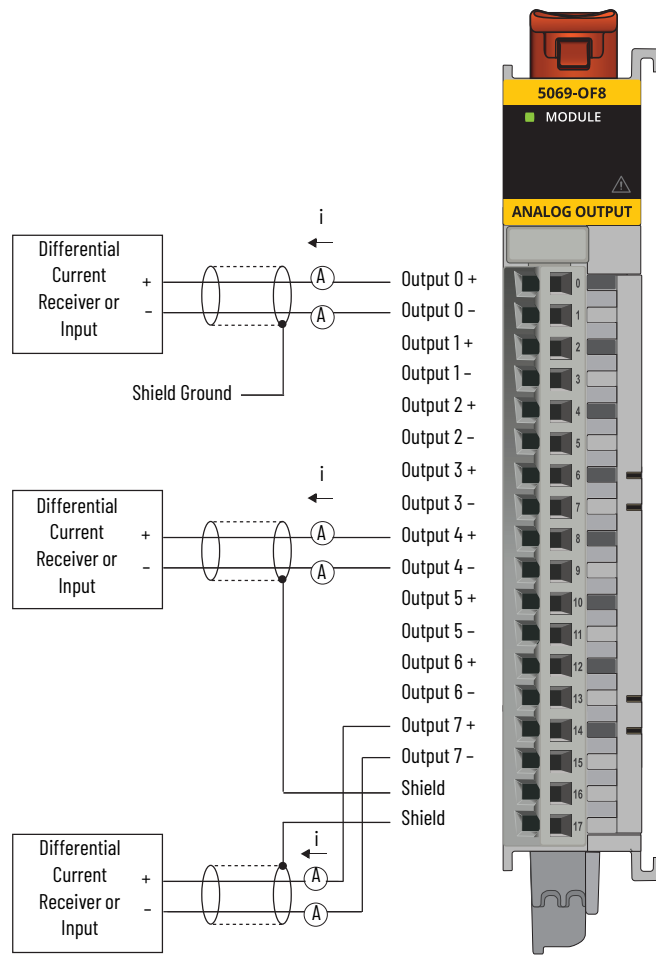 5069-OF8
MODULE
ANALOG OUTPUT
i
Differential
Current
Receiver or
Input
+
–
A
A
Shield Ground
Output 0 +
Output 0 –
Output 1 +
Output 1 –
Output 2 +
Output 2 –
Output 3 +
Output 3 –
Output 4 +
Output 4 –
Output 5 +
Output 5 –
Output 6 +
Output 6 –
Output 7 +
Output 7 –
Shield
Shield
0
1
2
3
4
5
6
7
8
9
10
11
12
13
14
15
16
17
i
Differential
Current
Receiver or
Input
+
–
A
A
i
Differential
Current
Receiver or
Input
+
–
A
A